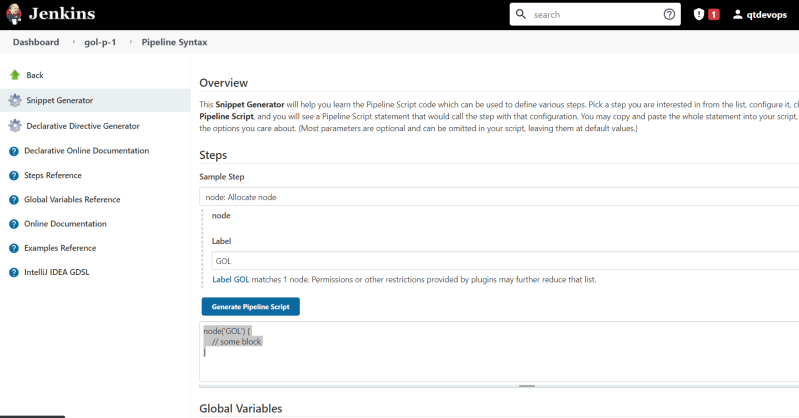 Jenkins
search
1
qtdevops
Dashboard
gol-p-1
Pipeline Syntax
Back
Snippet Generator
Declarative Directive Generator
Declarative Online Documentation
Steps Reference
Global Variables Reference
Online Documentation
Examples Reference
IntelliJ IDEA GDSL
Overview
This Snippet Generator will help you learn the Pipeline Script code which can be used to define various steps. Pick a step you are interested in from the list, configure it, cl
Pipeline Script, and you will see a Pipeline Script statement that would call the step with that configuration. You may copy and paste the whole statement into your script,
the options you care about. (Most parameters are optional and can be omitted in your script, leaving them at default values.)
Steps
Sample Step
node: Allocate node
node
Label
GOL
Label GOL matches 1 node. Permissions or other restrictions provided by plugins may further reduce that list.
Generate Pipeline Script
node('GOL') {
// some block
}
Global Variables